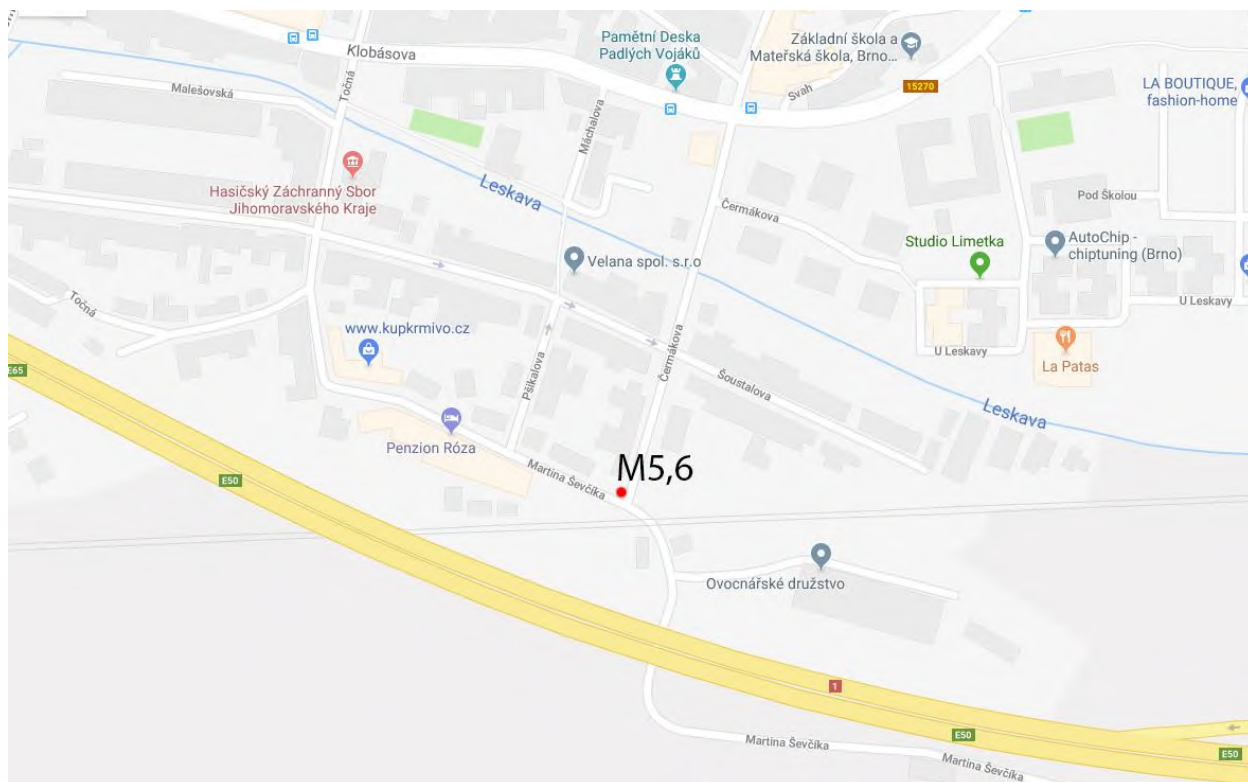 Klobásova
Pamětní Deska
Padlých Vojáků
Základní škola a
Mateřská škola, Brno...
Svah
15270
LA BOUTIQUE,
fashion-home
Malešovská
Točná
Máchalova
Hasičský Záchranný Sbor
Jihomoravského Kraje
Leskava
Čermákova
Pod Školou
Studio Limetka
AutoChip -
chiptuning (Brno)
Velana spol. s.r.o
U Leskavy
Točná
www.kupkrmivo.cz
Pšikalova
Čermákova
U Leskavy
La Patas
E65
Šoustalova
Leskava
Penzion Róza
M5,6
Martina Ševčíka
E50
Ovocnářské družstvo
1
E50
Martina Ševčíka
E50
Martina Ševčíka